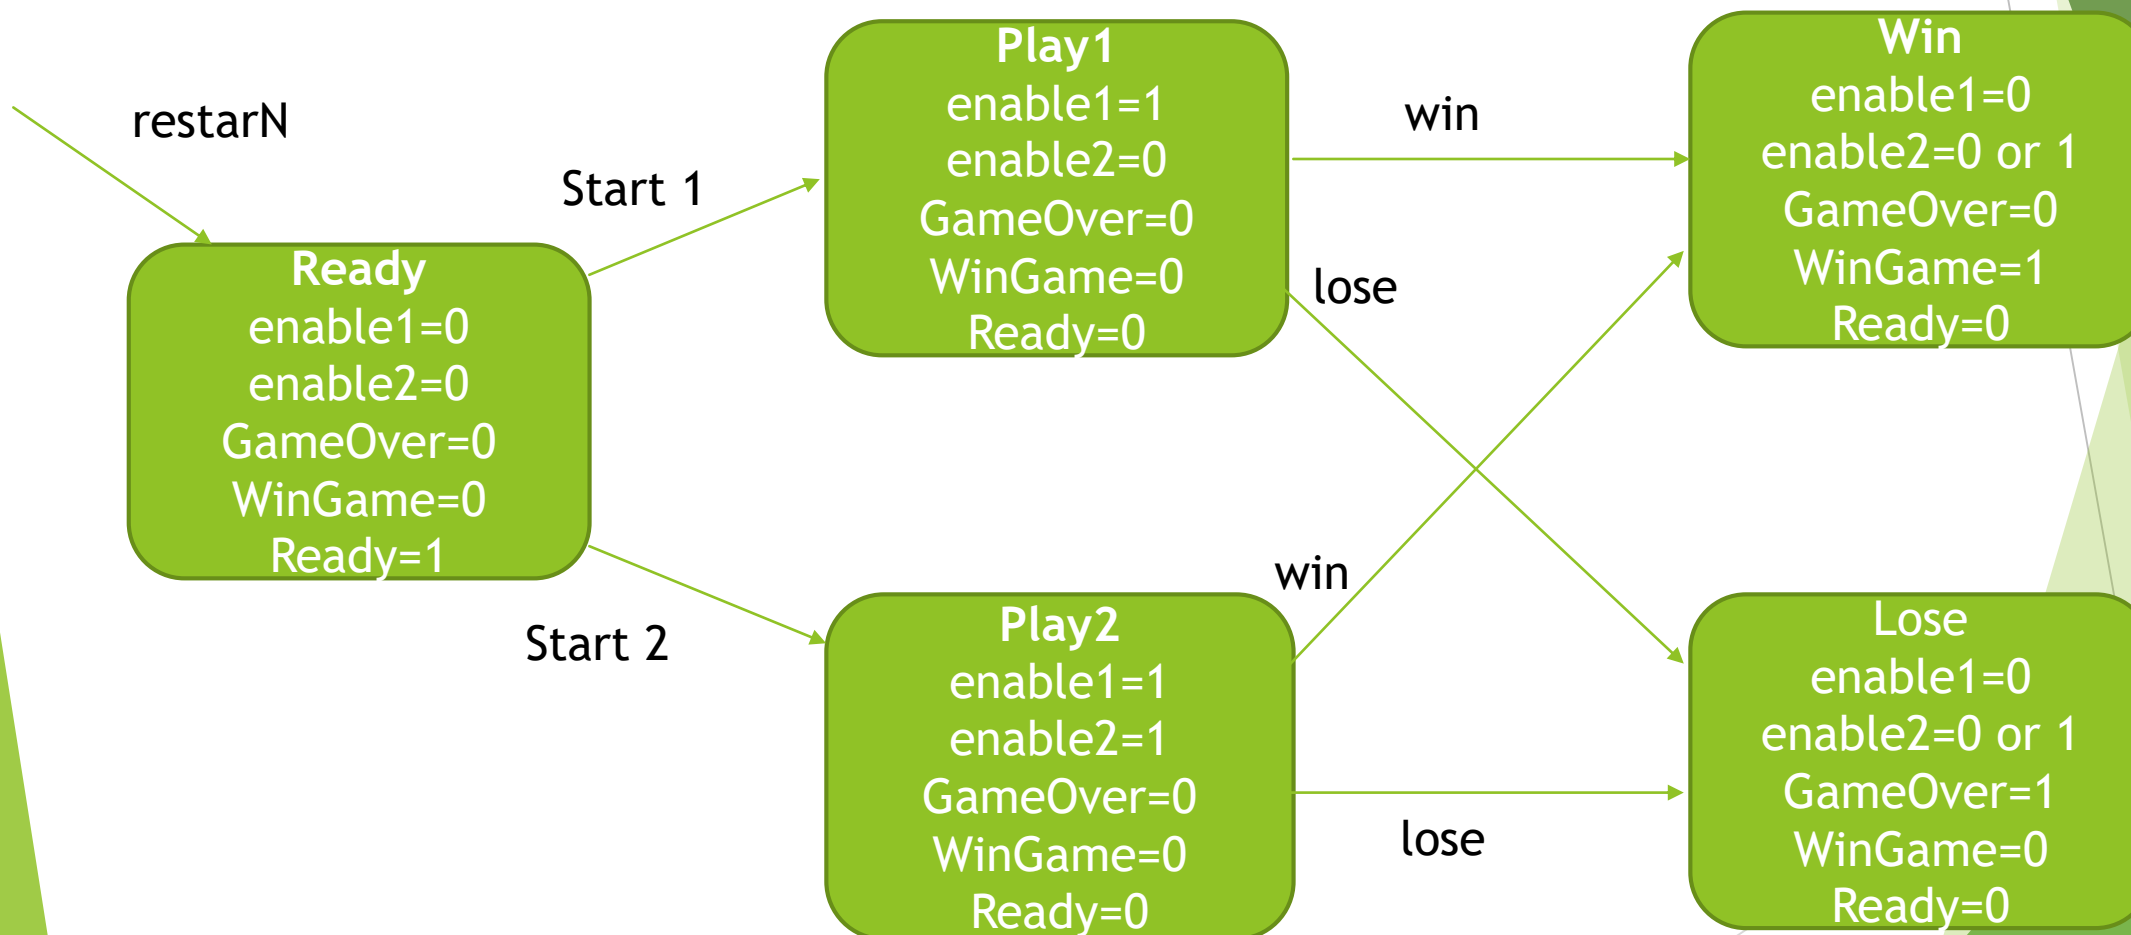 restarN
Ready
enable1=0
enable2=0
GameOver=0
WinGame=0
Ready=1
Start 1
Start 2
Play1
enable1=1
enable2=0
GameOver=0
WinGame=0
Ready=0
Play2
enable1=1
enable2=1
GameOver=0
WinGame=0
Ready=0
win
lose
win
lose
Win
enable1=0
enable2=0 or 1
GameOver=0
WinGame=1
Ready=0
Lose
enable1=0
enable2=0 or 1
GameOver=1
WinGame=0
Ready=0